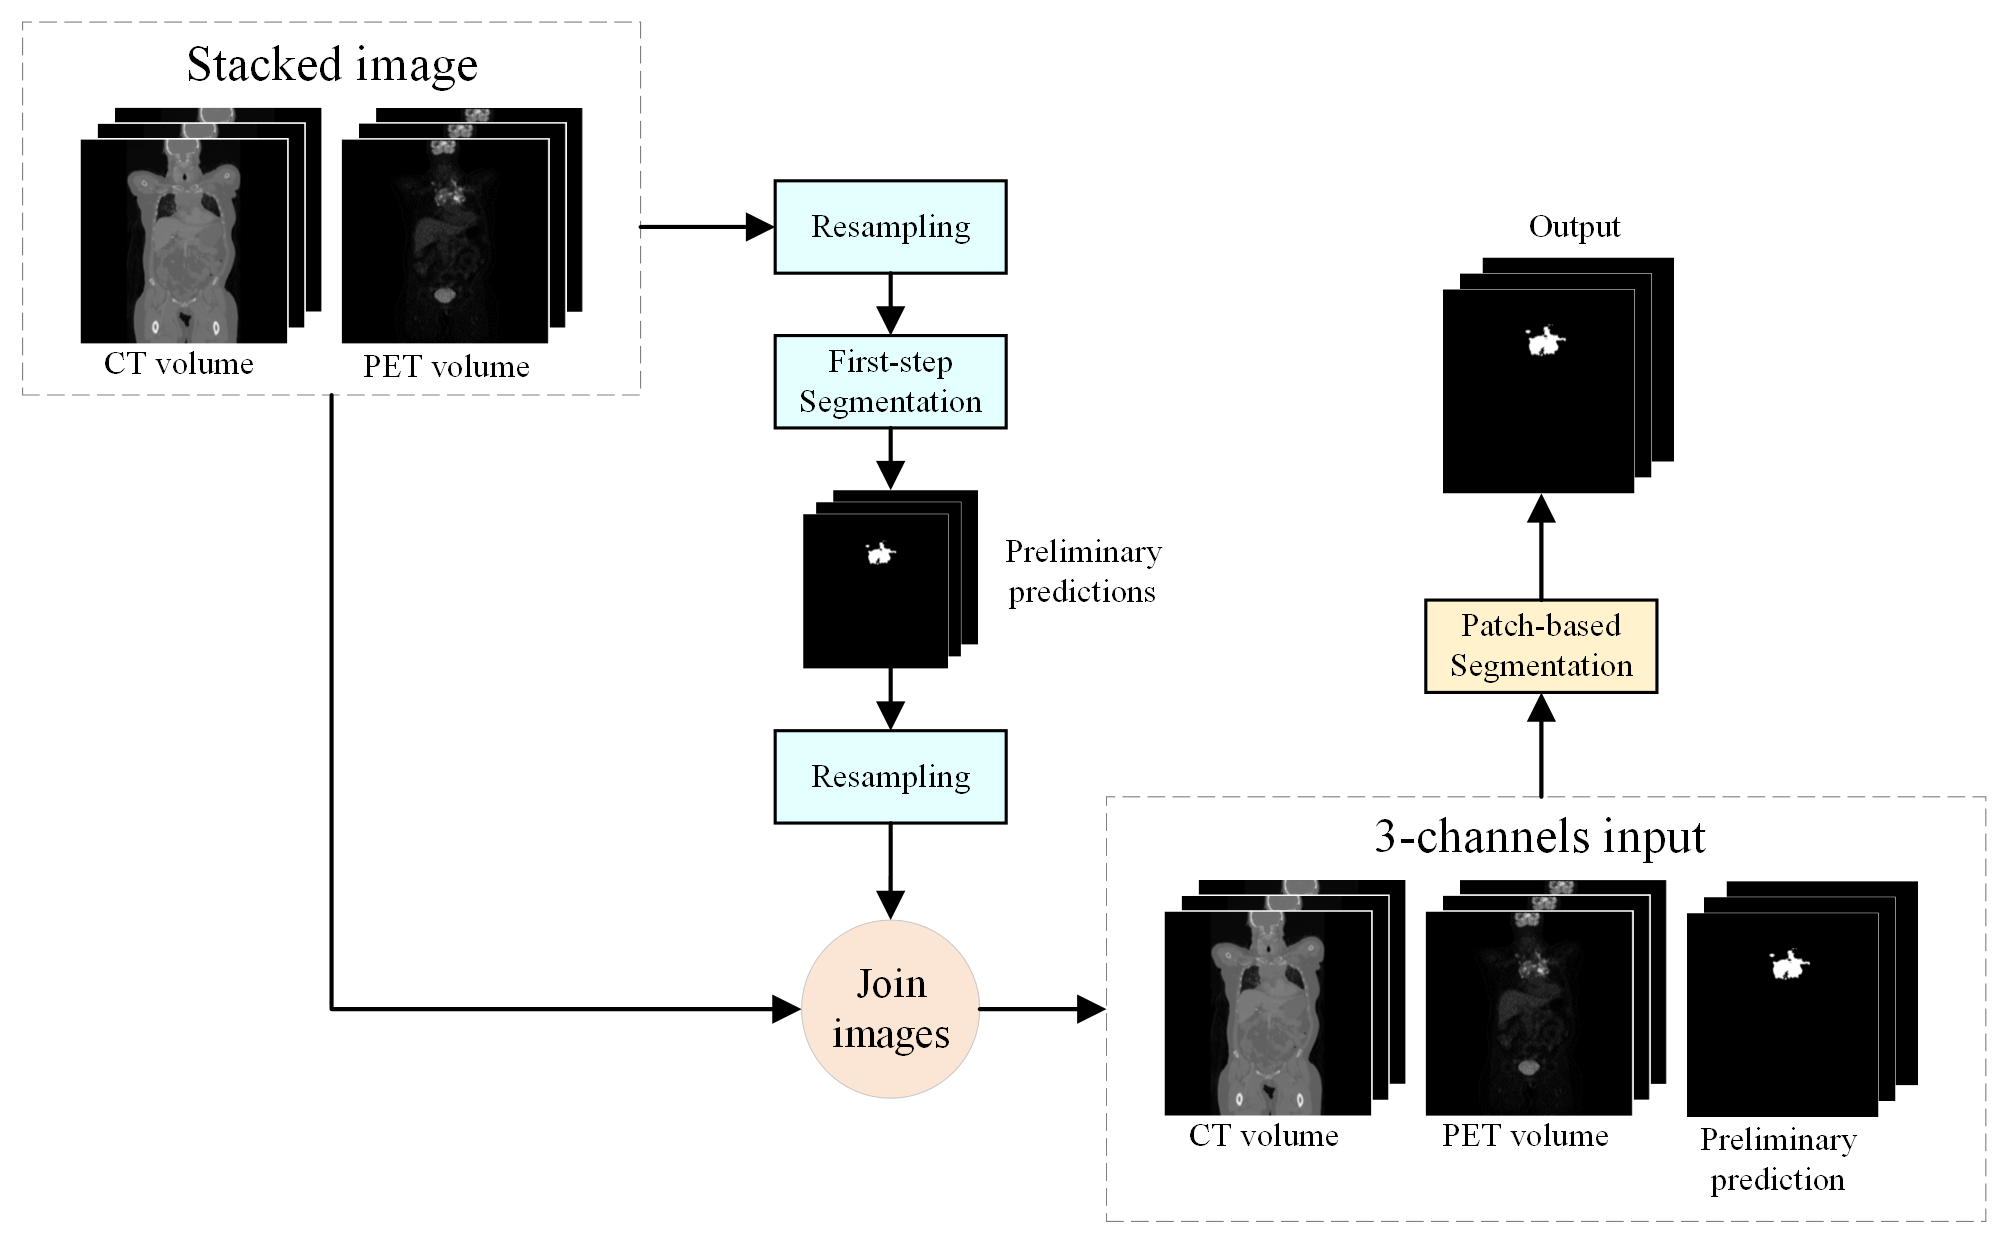 Stacked image
CT volume
PET volume
Resampling
First-step
Segmentation
Preliminary
predictions
Resampling
Join
images
3-channels input
CT volume
PET volume
Preliminary
prediction
Patch-based
Segmentation
Output